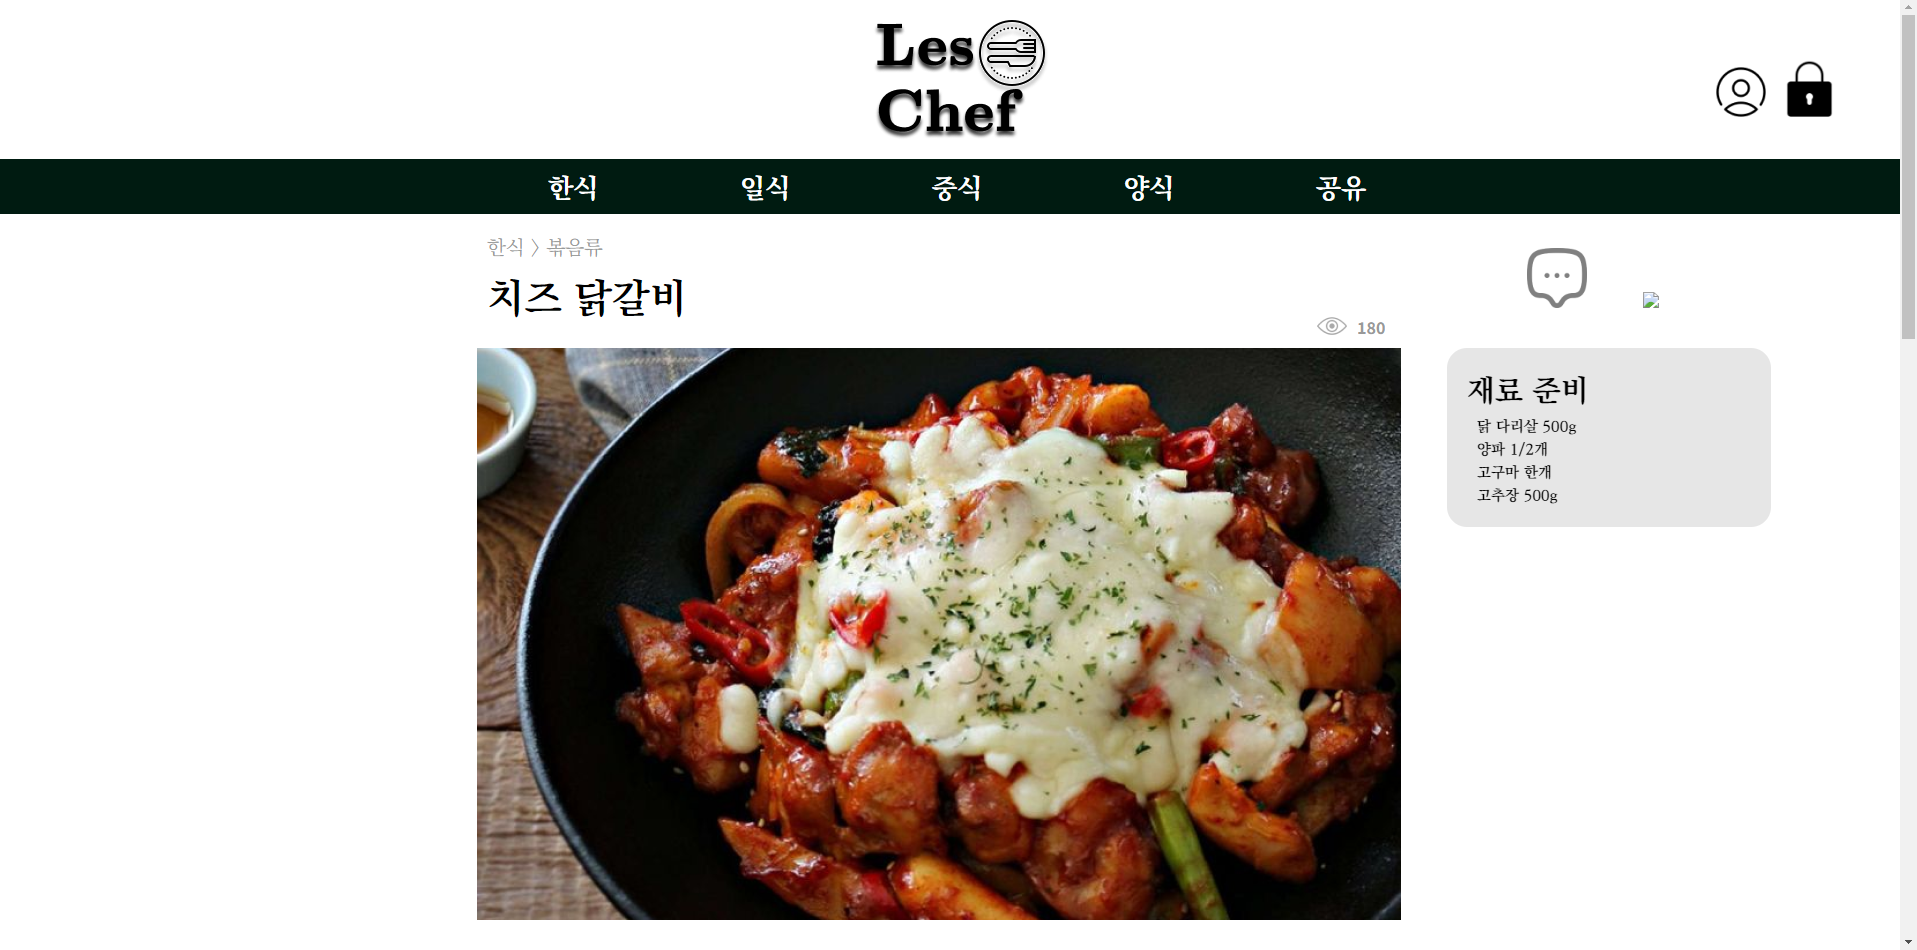 Les
Chef
한식 일식 중식 양식 공유
한식 > 볶음류
치즈 닭갈비
180
재료 준비
닭 다리살 500g
양파 1/2개
고구마 한개
고추장 500g